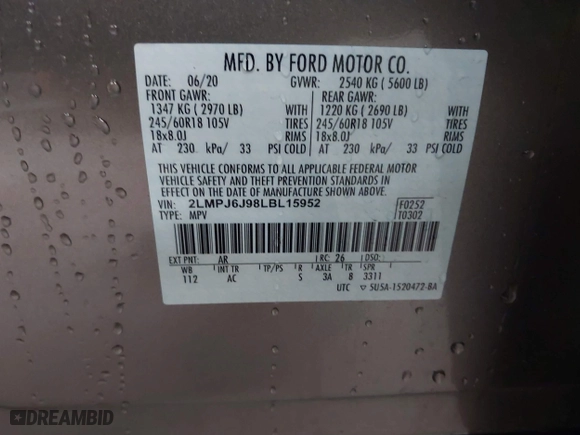 MFD. BY FORD MOTOR CO.
DATE: 06/20 GVWR: 2540 KG ( 5600 LB)
FRONT GAWR: REAR GAWR:
1347 KG ( 2970 LB) WITH 1220 KG ( 2690 LB) WITH
245/60R18 105V TIRES 245/60R18 105V TIRES
18x8.0J RIMS 18x8.0J RIMS
AT 230 kPa/ 33 PSI COLD AT 230 kPa/ 33 PSI COLD
THIS VEHICLE CONFORMS TO ALL APPLICABLE FEDERAL MOTOR
VEHICLE SAFETY AND THEFT PREVENTION STANDARDS IN
EFFECT ON THE DATE OF MANUFACTURE SHOWN ABOVE.
VIN: 2LMPJ6J98LBL15952 F0252
TYPE: MPV T0302
EXT PNT: AR RC: 26 DSO:
WB INT TR TP/PS R AXLE TR SPR
112 AC S 3A 8 3311
UTC 5U5A-1520472-BA
DREAMBID